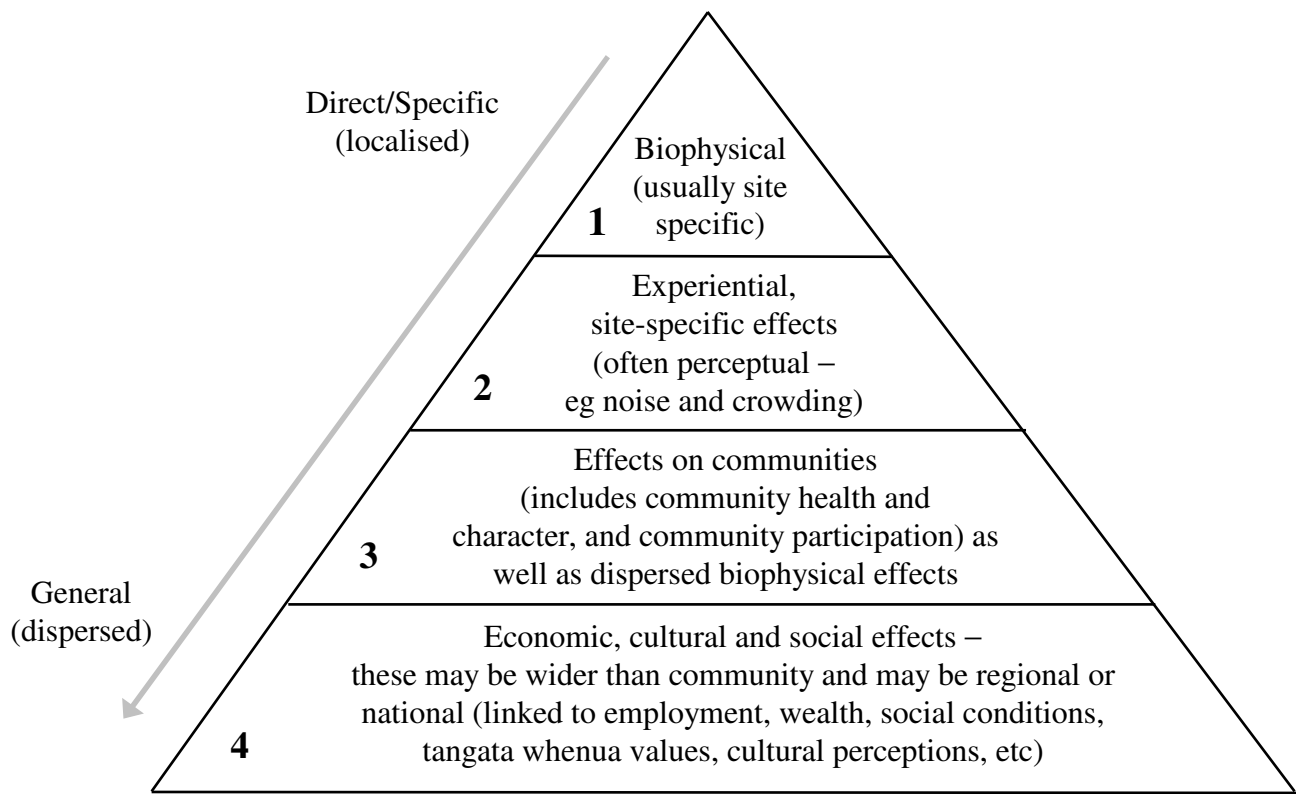 Direct/Specific
(localised)
Biophysical
(usually site
specific)
1
Experiential,
site-specific effects
(often perceptual –
eg noise and crowding)
2
Effects on communities
(includes community health and
character, and community participation) as
well as dispersed biophysical effects
3
General
(dispersed)
Economic, cultural and social effects –
these may be wider than community and may be regional or
national (linked to employment, wealth, social conditions,
tangata whenua values, cultural perceptions, etc)
4